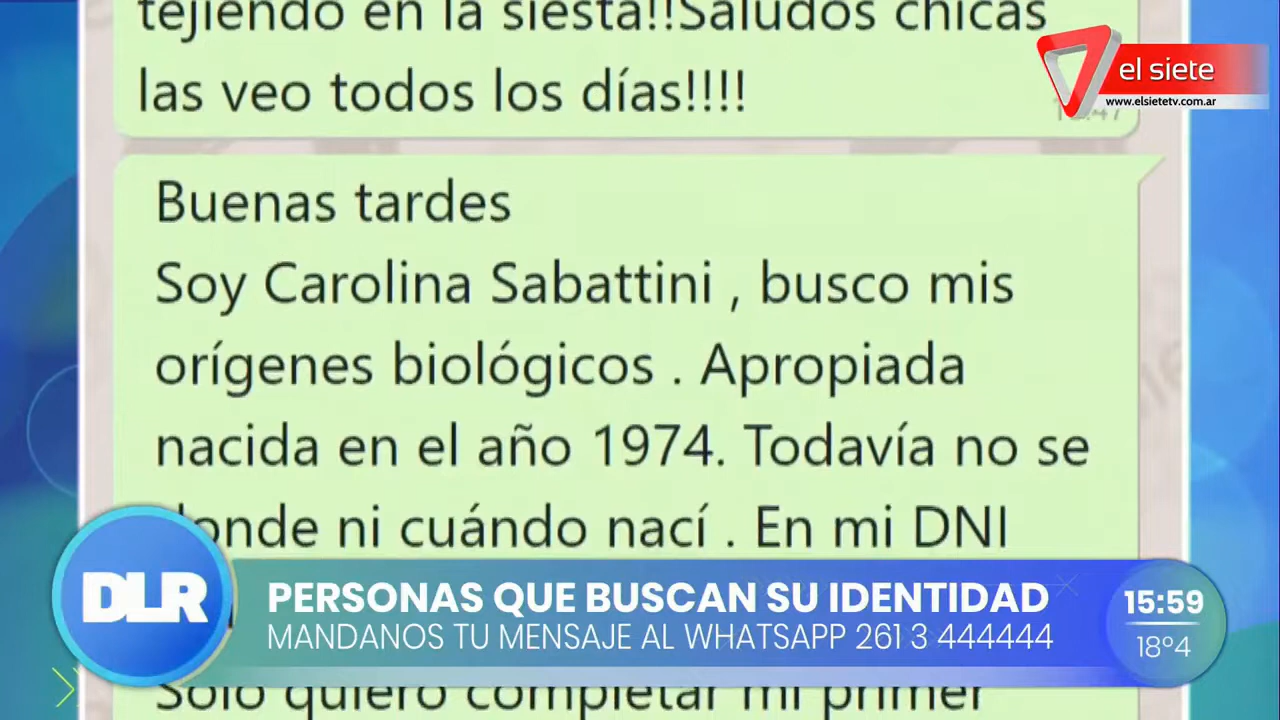 tejiendo en la siesta!!Saludos chicas
las veo todos los días!!!!
el siete
www.elsietetv.com.ar
Buenas tardes
Soy Carolina Sabattini , busco mis
orígenes biológicos . Apropiada
nacida en el año 1974. Todavía no se
donde ni cuándo nací . En mi DNI
DLR
PERSONAS QUE BUSCAN SU IDENTIDAD
MANDANOS TU MENSAJE AL WHATSAPP 261 3 444444
15:59
18º4
Solo quiero completar mi primer